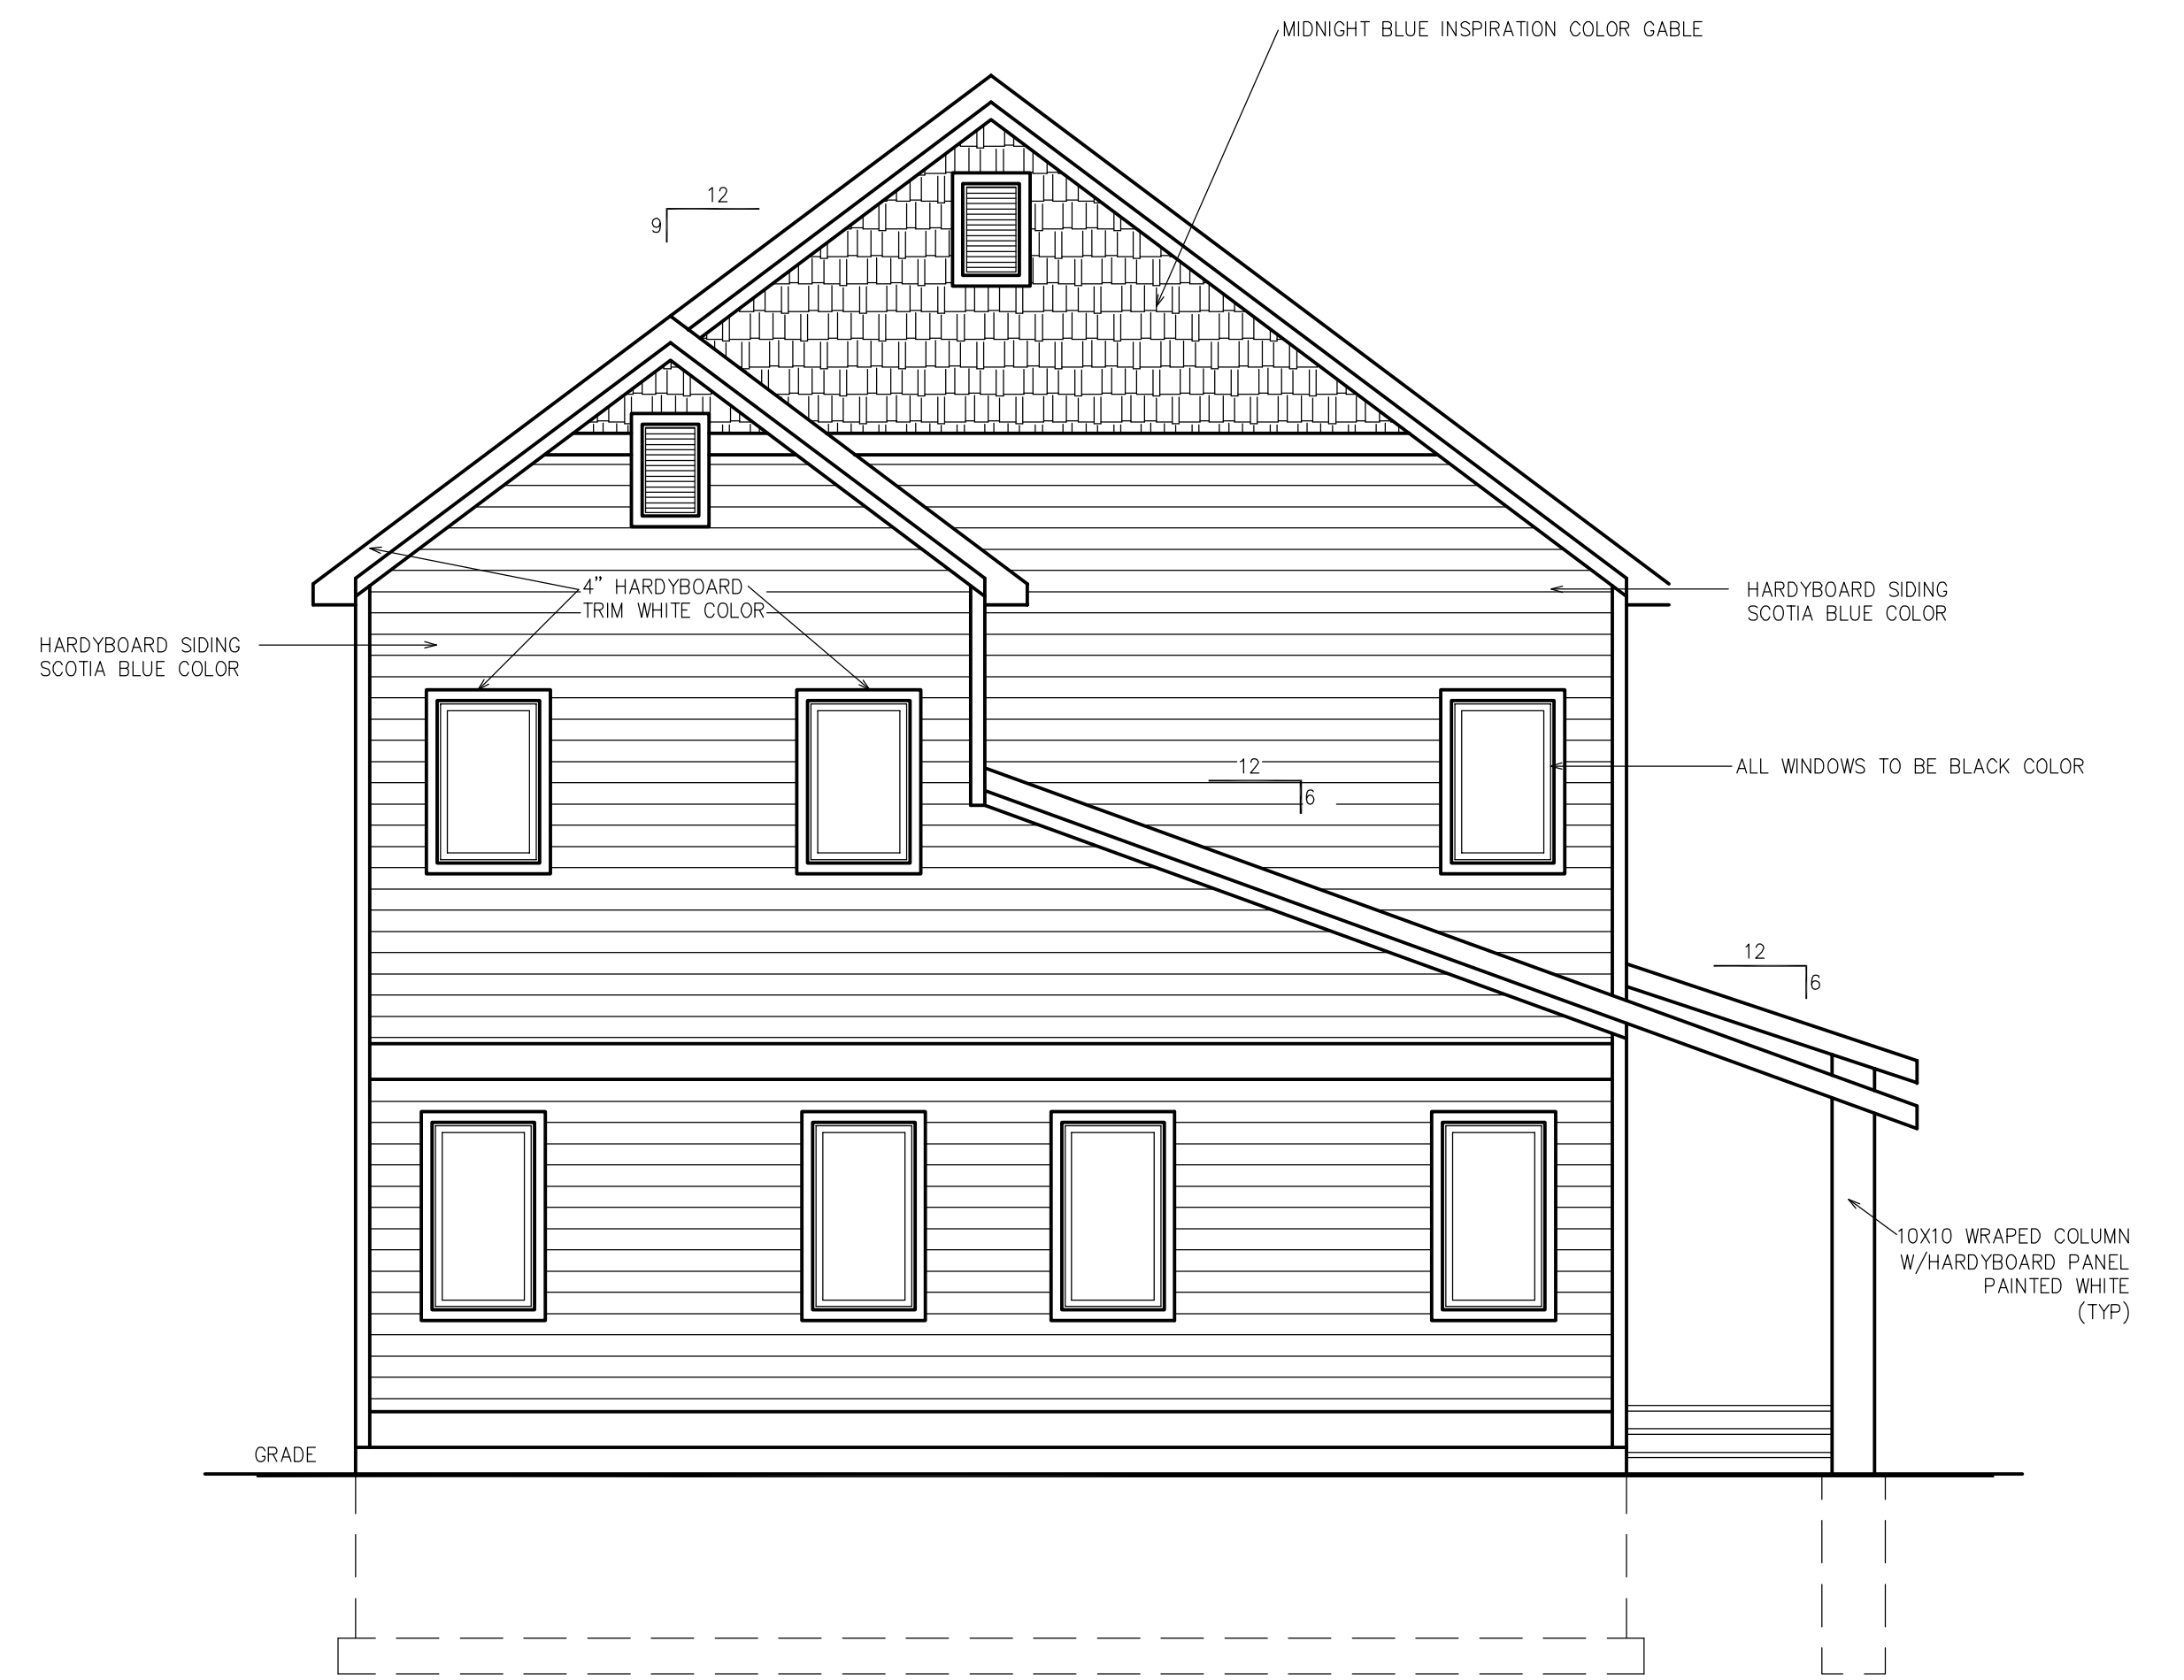 MIDNIGHT BLUE INSPIRATION COLOR GABLE
12
9
4" HARDYBOARD
TRIM WHITE COLOR
HARDYBOARD SIDING
SCOTIA BLUE COLOR
HARDYBOARD SIDING
SCOTIA BLUE COLOR
12
6
ALL WINDOWS TO BE BLACK COLOR
12
6
10X10 WRAPED COLUMN
W/HARDYBOARD PANEL
PAINTED WHITE
(TYP)
GRADE